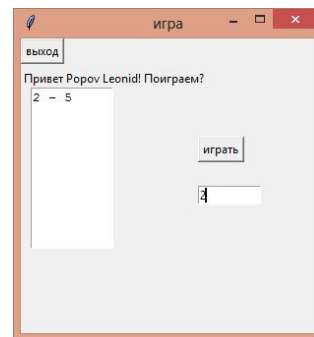 игра
выход
Привет Popov Leonid! Поиграем?
2 – 5
играть
2